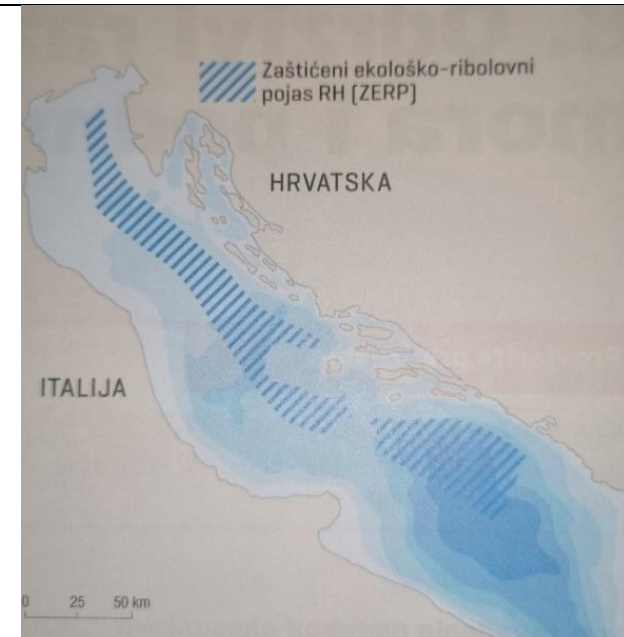 Zaštićeni ekološko-ribolovni
pojas RH (ZERP)
HRVATSKA
ITALIJA
0 25 50 km